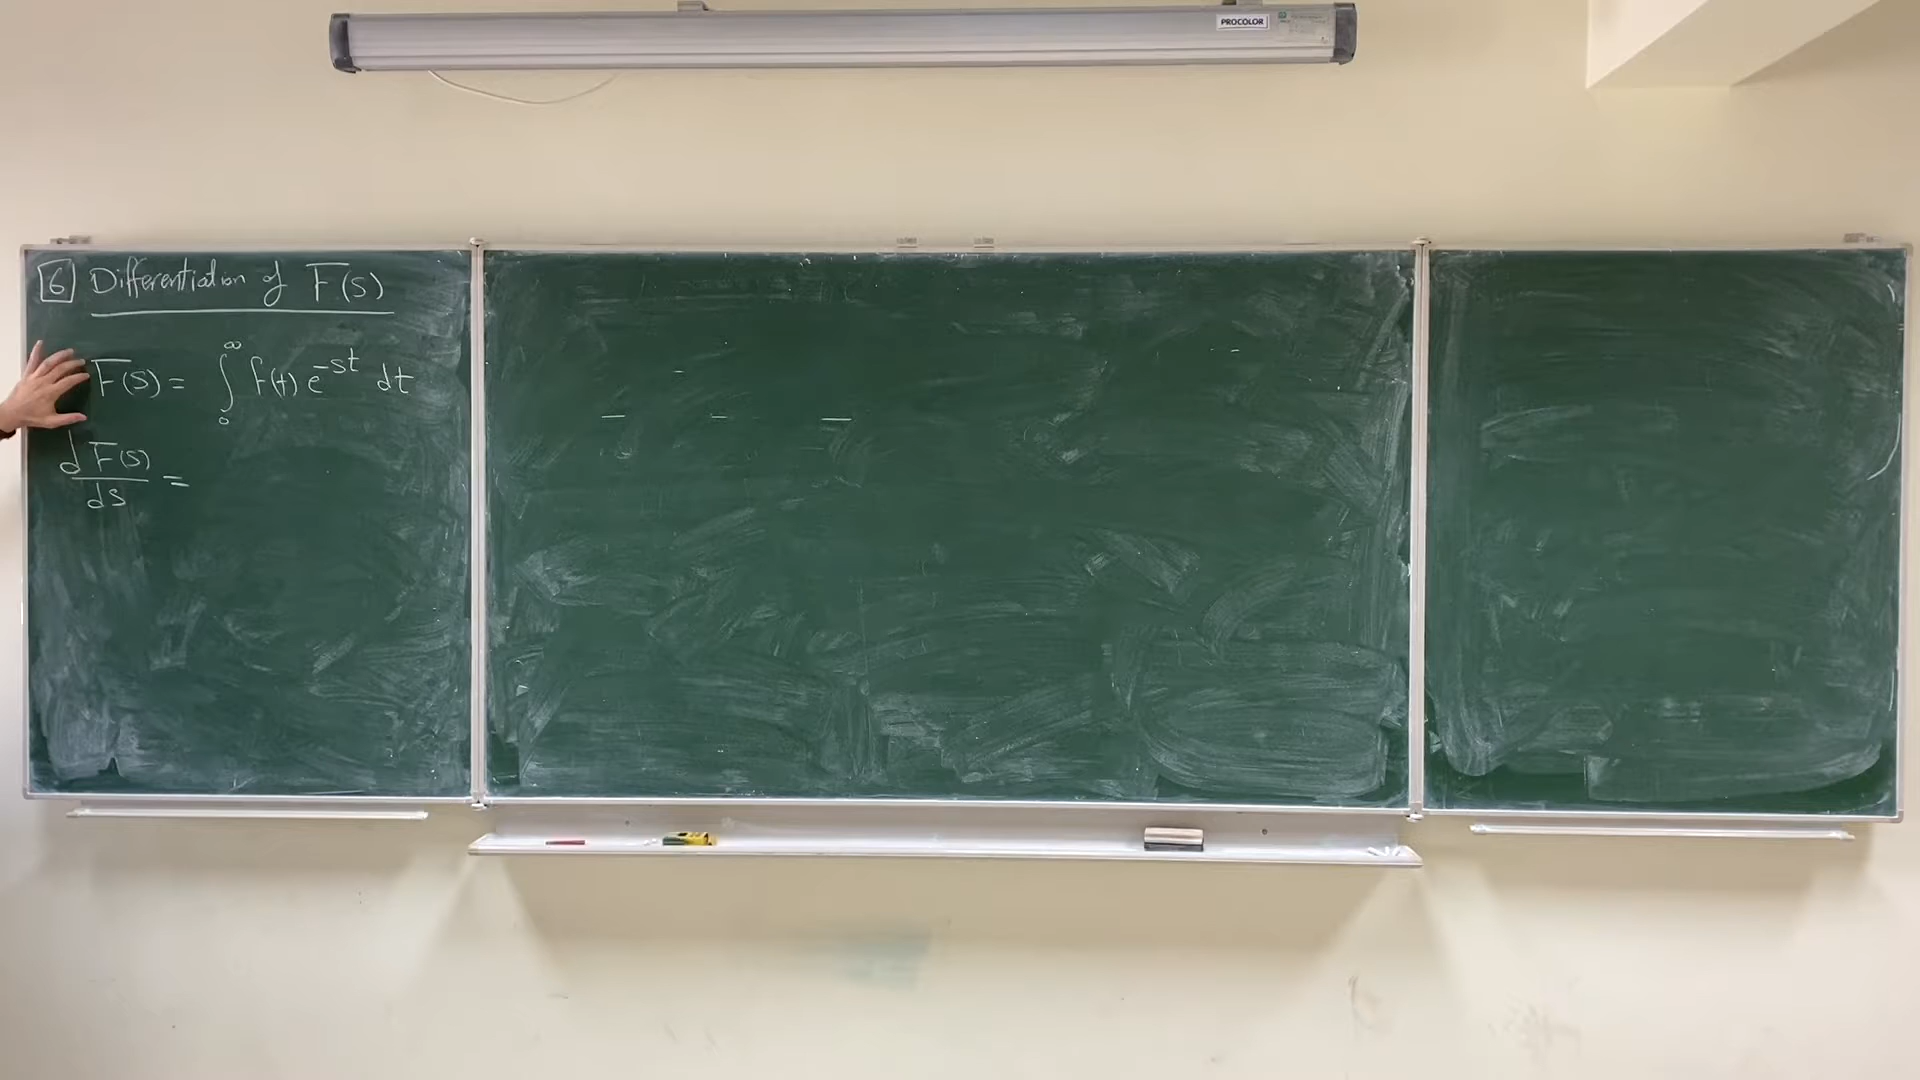 PROCOLOR
6 Differentiation of F(s)
F(s) = ∫₀^∞ f(t) e^{-st} dt
dF(s)/ds =